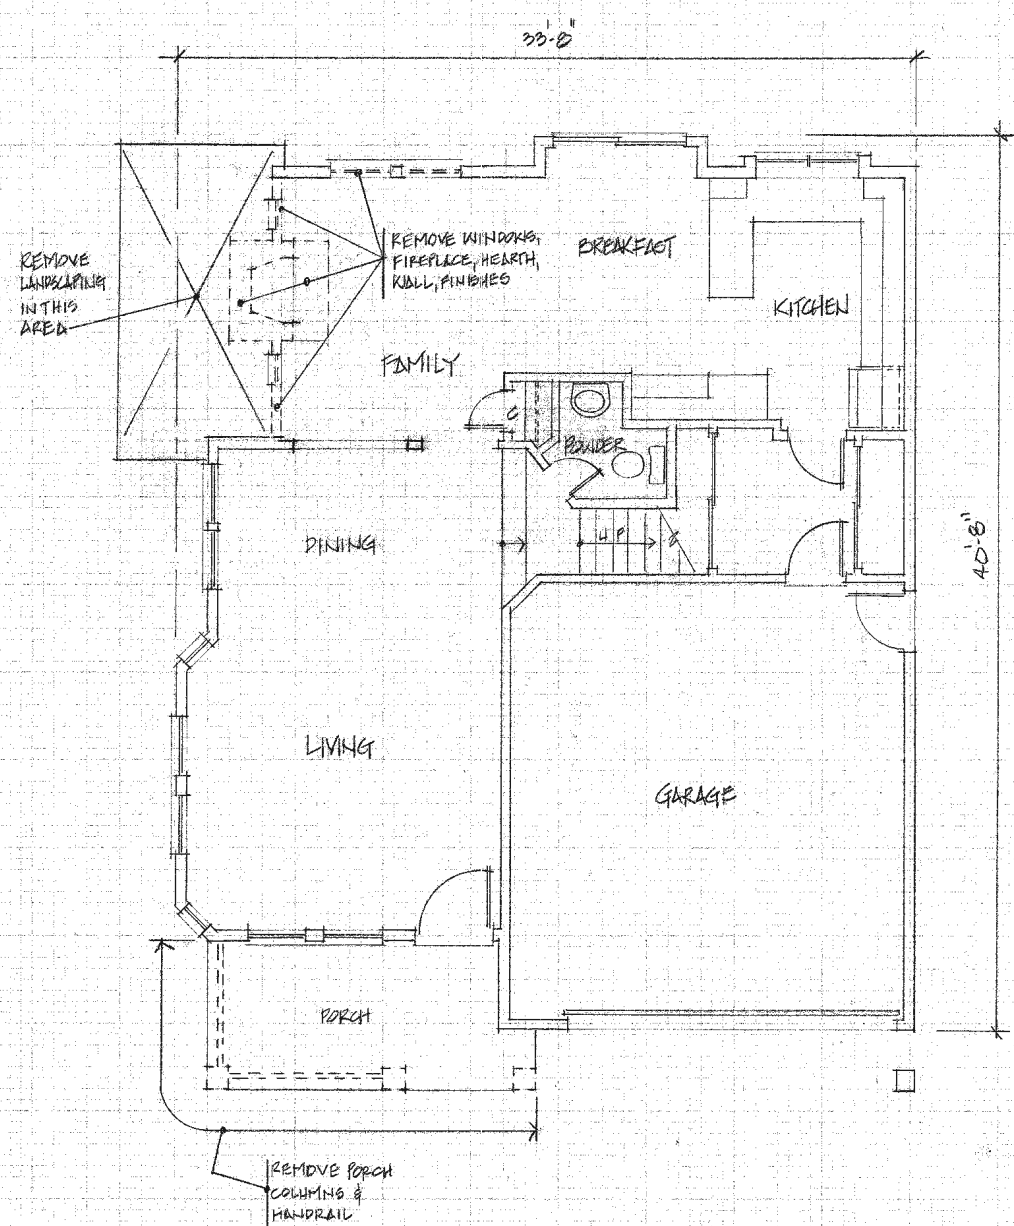 33'-8"
REMOVE WINDOWS,
FIREPLACE, HEARTH,
WALL, FINISHES
BREAKFAST
REMOVE
LANDSCAPING
IN THIS
AREA
KITCHEN
FAMILY
C
POWDER
DINING
UP
40'-8"
LIVING
GARAGE
PORCH
REMOVE PORCH
COLUMNS &
HANDRAIL